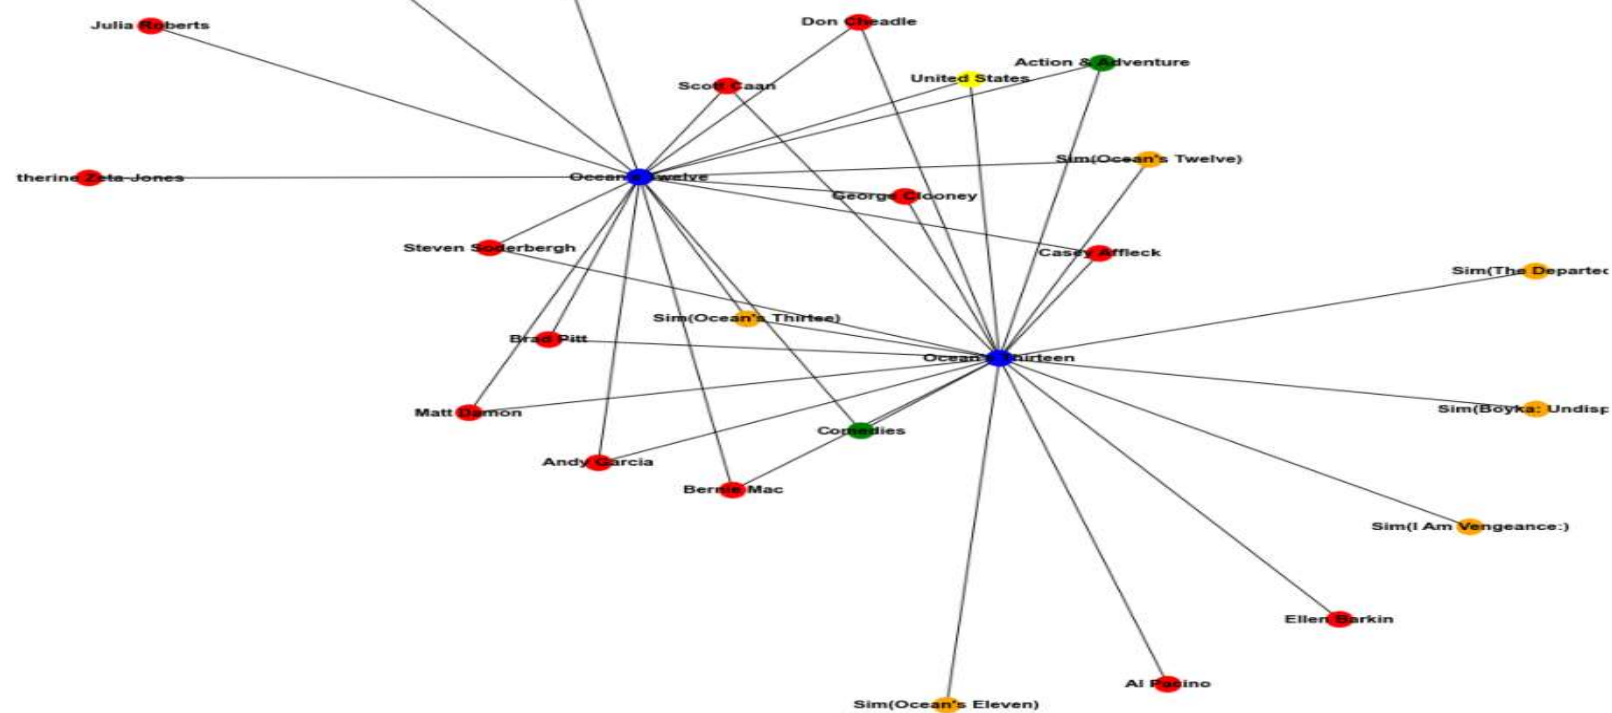 Julia Roberts
Don Cheadle
Action & Adventure
United States
Scott Caan
Sim(Ocean's Twelve)
therine Zeta-Jones
Ocean's Twelve
George Clooney
Steven Soderbergh
Casey Affleck
Sim(The Departed
Sim(Ocean's Thirtee)
Brad Pitt
Ocean's Thirteen
Matt Damon
Sim(Boyka: Undisp
Comedies
Andy Garcia
Bernie Mac
Sim(I Am Vengeance:)
Ellen Barkin
Al Pacino
Sim(Ocean's Eleven)